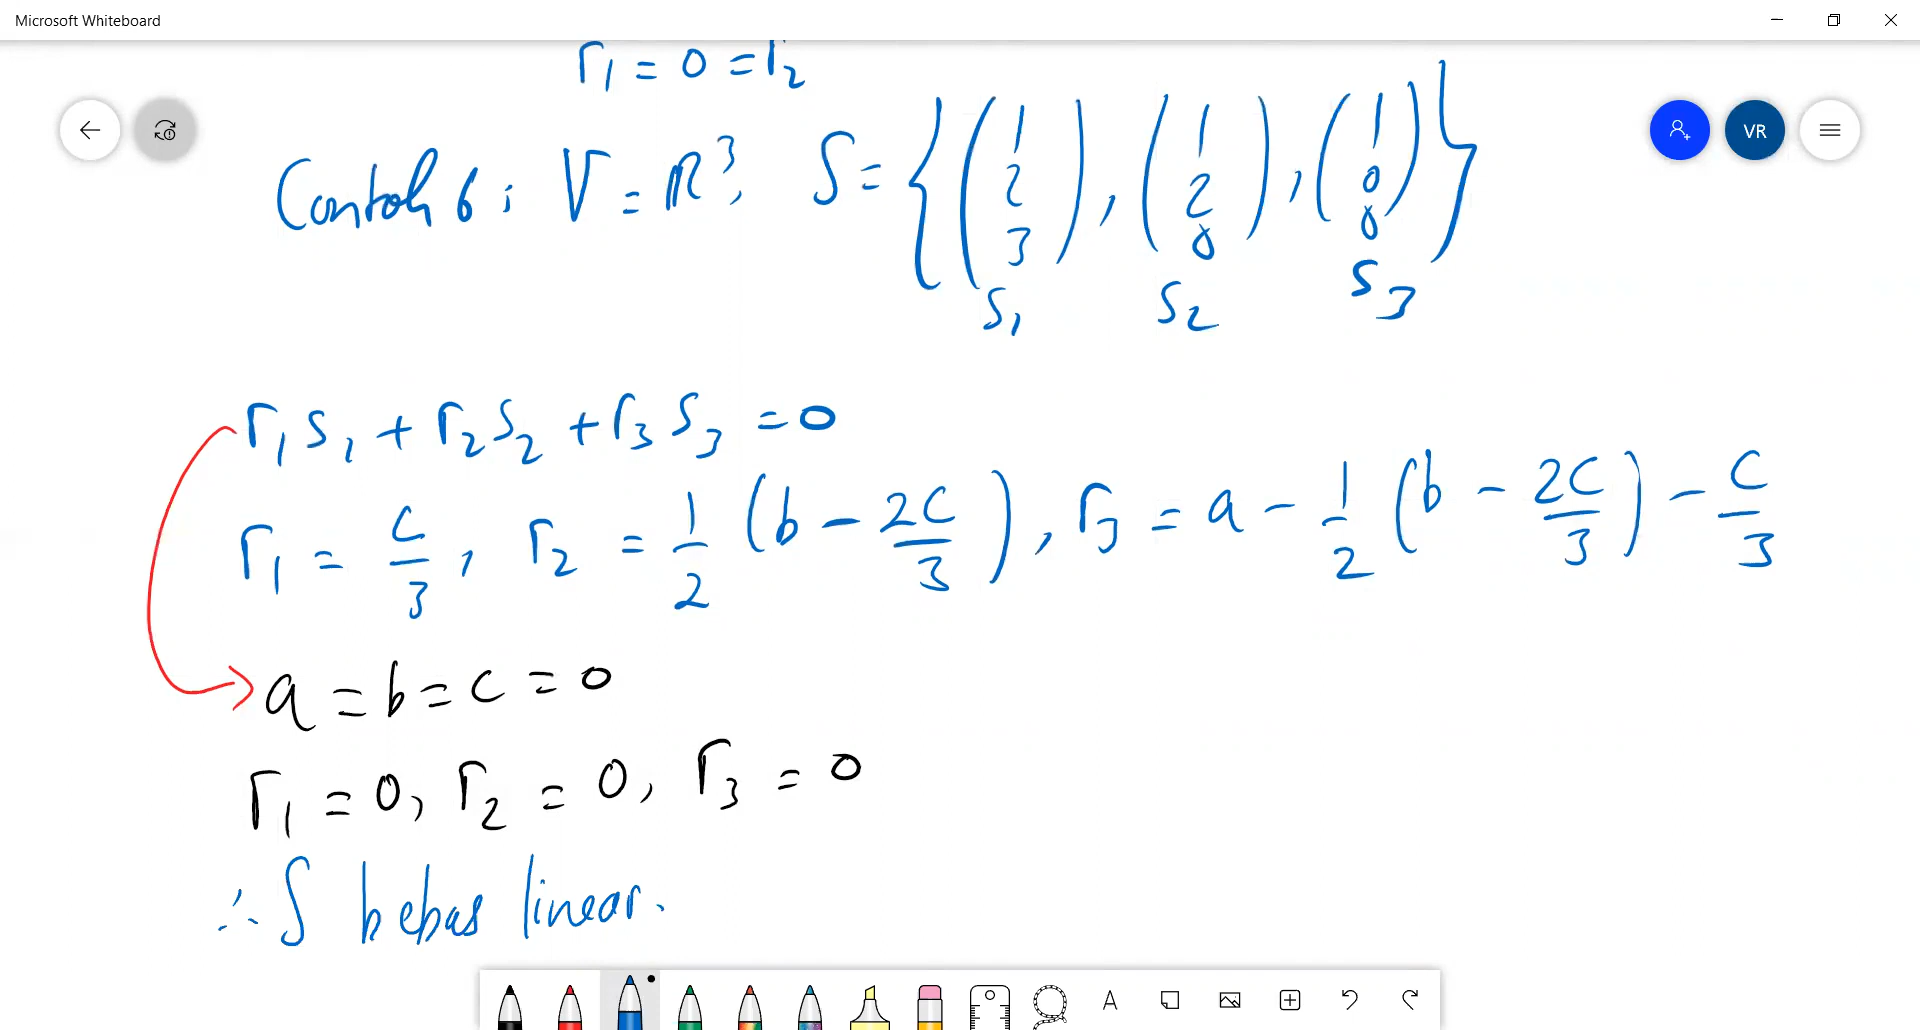 Microsoft Whiteboard
r₁ = 0 = r₂
VR
Contoh 6 : V = ℝ³, S = { (1 2 3), (1 2 0), (1 0 0) }
s₁ s₂ s₃
r₁s₁ + r₂s₂ + r₃s₃ = 0
r₁ = c/3, r₂ = 1/2 (b - 2c/3), r₃ = a - 1/2 (b - 2c/3) - c/3
a = b = c = 0
r₁ = 0, r₂ = 0, r₃ = 0
∴ S bebas linear.